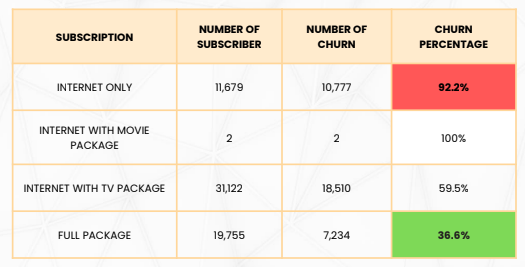 SUBSCRIPTION
NUMBER OF
SUBSCRIBER
NUMBER OF
CHURN
CHURN
PERCENTAGE
INTERNET ONLY
11,679
10,777
92.2%
INTERNET WITH MOVIE
PACKAGE
2
2
100%
INTERNET WITH TV PACKAGE
31,122
18,510
59.5%
FULL PACKAGE
19,755
7,234
36.6%